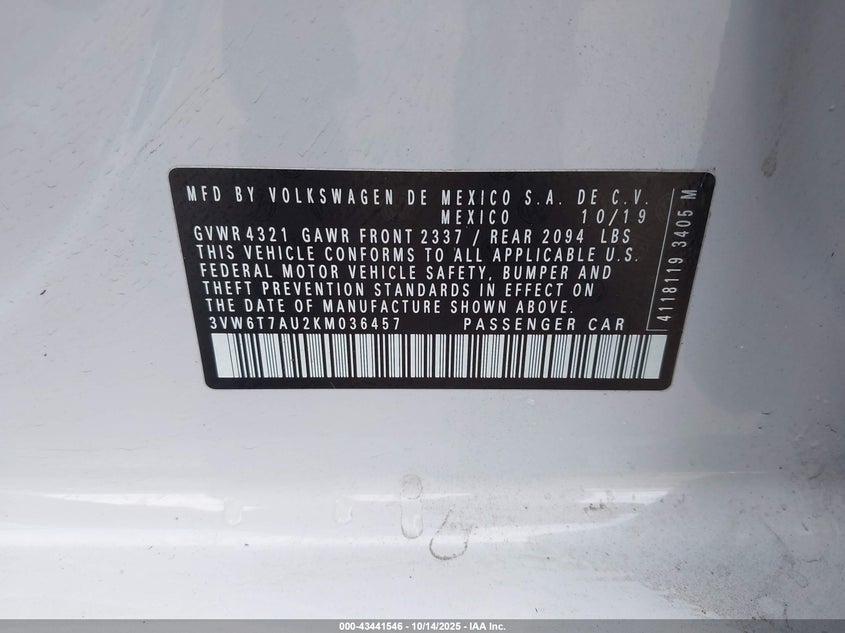 MFD BY VOLKSWAGEN DE MEXICO S.A. DE C.V.
MEXICO 10/19
GVWR 4321 GAWR FRONT 2337 / REAR 2094 LBS
THIS VEHICLE CONFORMS TO ALL APPLICABLE U.S.
FEDERAL MOTOR VEHICLE SAFETY, BUMPER AND
THEFT PREVENTION STANDARDS IN EFFECT ON
THE DATE OF MANUFACTURE SHOWN ABOVE.
3VW6T7AU2KM036457 PASSENGER CAR
4118119 3405 M
000-43441546 - 10/14/2025 - IAA Inc.